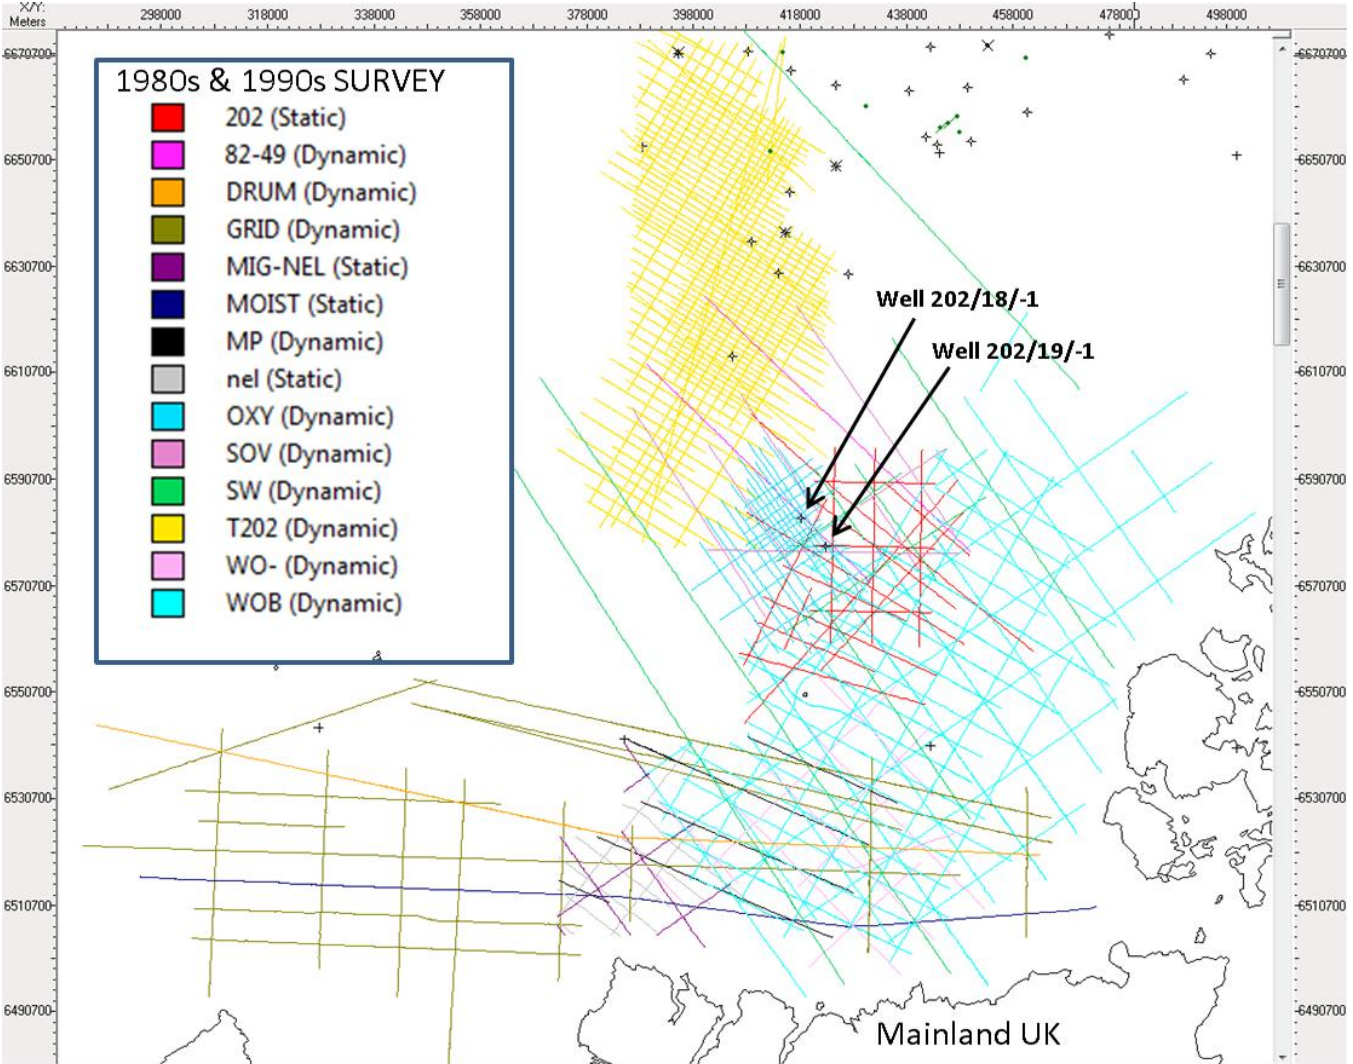 X/Y:
Meters
298000 318000 338000 358000 378000 398000 418000 438000 458000 478000 498000
6670700 6670700
1980s & 1990s SURVEY
202 (Static)
82-49 (Dynamic)
DRUM (Dynamic)
GRID (Dynamic)
MIG-NEL (Static)
MOIST (Static)
MP (Dynamic)
nel (Static)
OXY (Dynamic)
SOV (Dynamic)
SW (Dynamic)
T202 (Dynamic)
WO- (Dynamic)
WOB (Dynamic)
6650700 6650700
6630700 6630700
Well 202/18/-1
Well 202/19/-1
6610700 6610700
6590700 6590700
6570700 6570700
6550700 6550700
6530700 6530700
6510700 6510700
6490700 6490700
Mainland UK